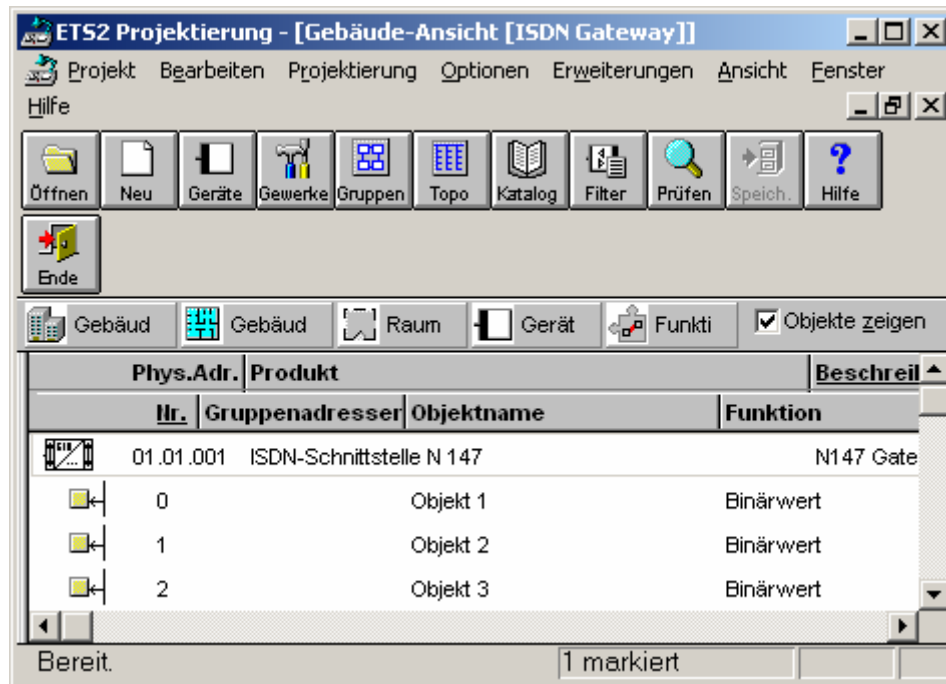 ETS2 Projektierung - [Gebäude-Ansicht [ISDN Gateway]]
Projekt Bearbeiten Projektierung Optionen Erweiterungen Ansicht Fenster
Hilfe
Öffnen Neu Geräte Gewerke Gruppen Topo Katalog Filter Prüfen Speich. Hilfe
Ende
Gebäud Gebäud Raum Gerät Funkti Objekte zeigen
Phys.Adr. Produkt Beschreil
Nr. Gruppenadresser Objektname Funktion
01.01.001 ISDN-Schnittstelle N 147 N147 Gate
0 Objekt 1 Binärwert
1 Objekt 2 Binärwert
2 Objekt 3 Binärwert
Bereit. 1 markiert